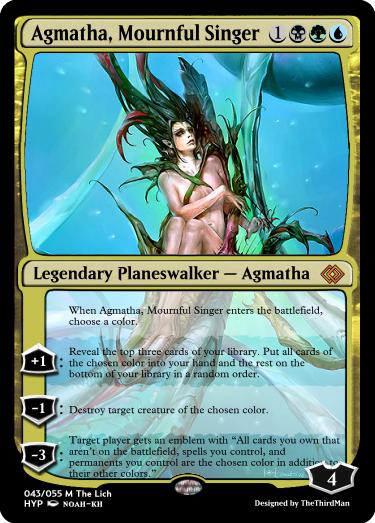 Agmatha, Mournful Singer 1
Legendary Planeswalker — Agmatha
When Agmatha, Mournful Singer enters the battlefield,
choose a color.
+1: Reveal the top three cards of your library. Put all cards of
the chosen color into your hand and the rest on the
bottom of your library in a random order.
-1: Destroy target creature of the chosen color.
-3: Target player gets an emblem with “All cards you own that
aren’t on the battlefield, spells you control, and
permanents you control are the chosen color in addition to
their other colors.”
4
043/055 M The Lich
HYP NOAH-KH
Designed by TheThirdMan